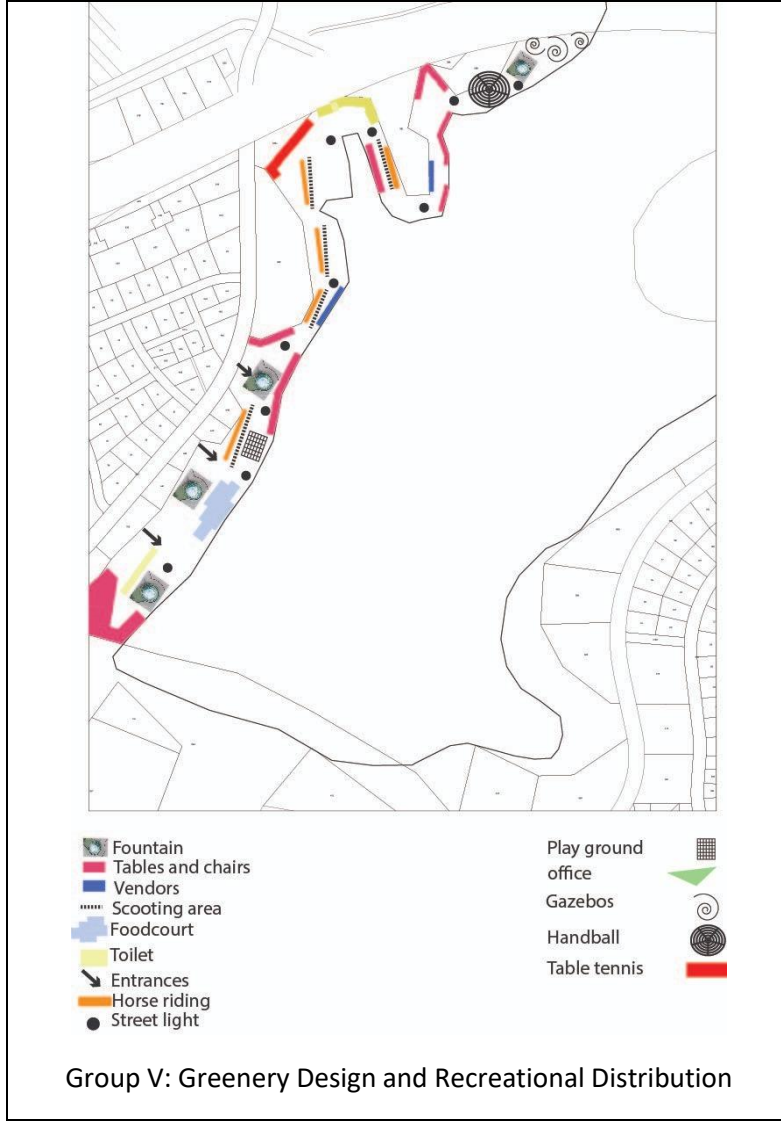 Fountain
Tables and chairs
Vendors
Scooting area
Foodcourt
Toilet
Entrances
Horse riding
Street light
Play ground
office
Gazebos
Handball
Table tennis
Group V: Greenery Design and Recreational Distribution